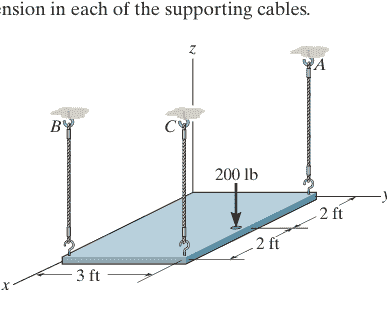 ension in each of the supporting cables.
z
A
B
C
200 lb
y
2 ft
2 ft
3 ft
x